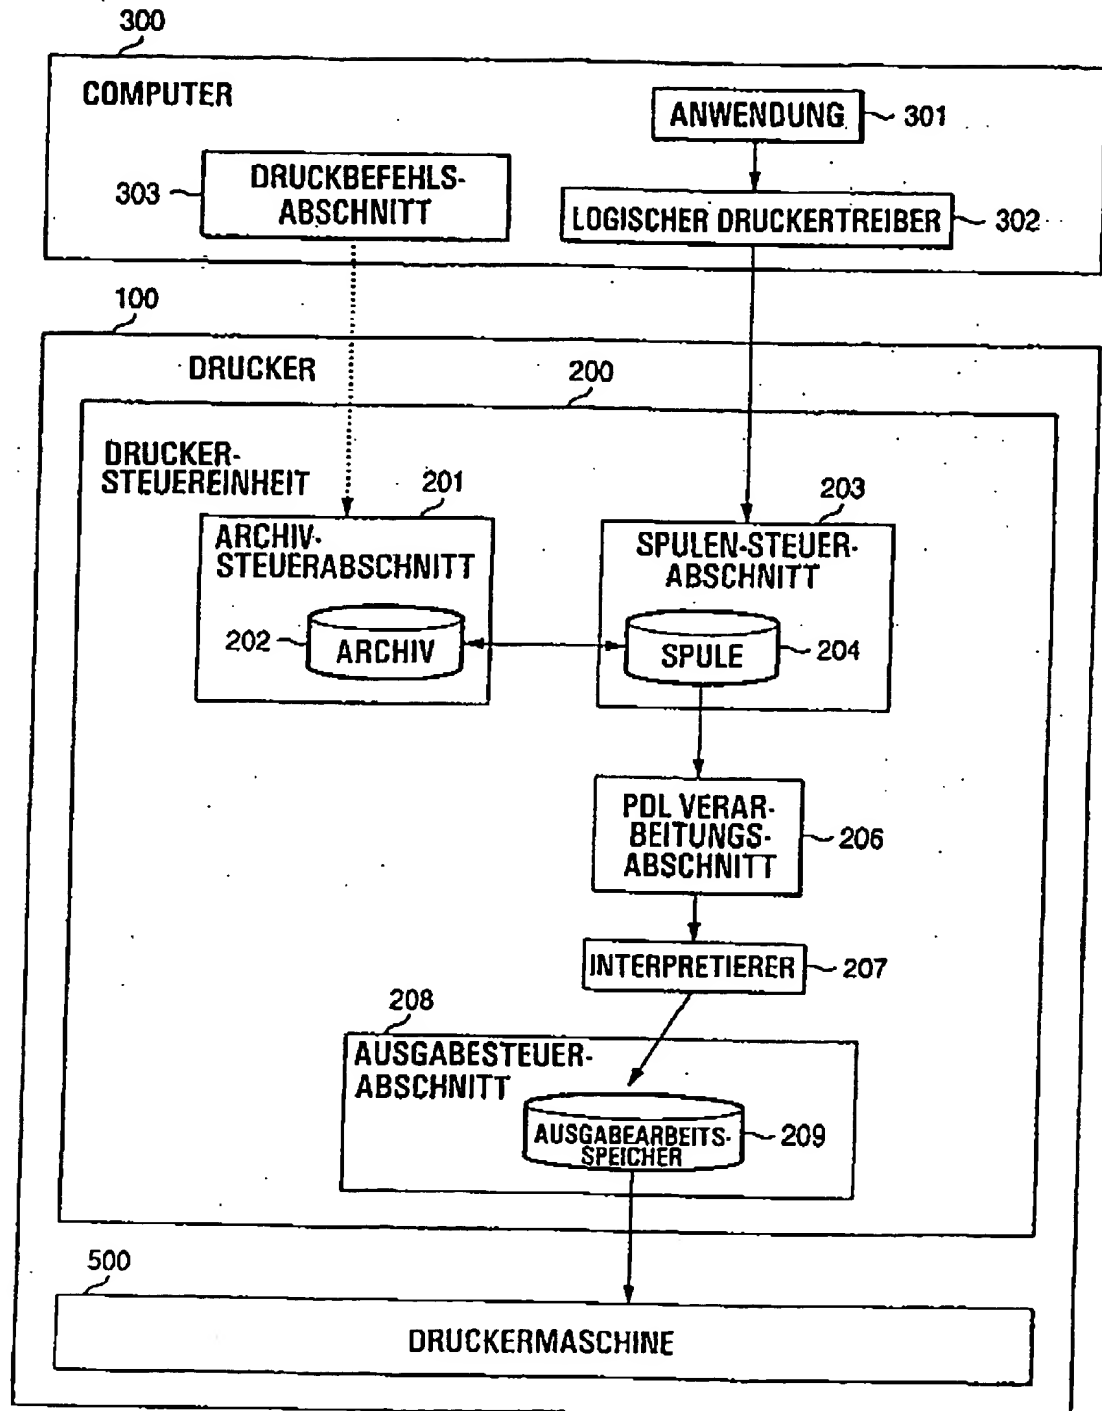 300
COMPUTER
ANWENDUNG
301
303
DRUCKBEFEHLS-
ABSCHNITT
LOGISCHER DRUCKERTREIBER
302
100
DRUCKER
200
DRUCKER-
STEUEREINHEIT
201
203
ARCHIV-
STEUERABSCHNITT
SPULEN-STEUER-
ABSCHNITT
202
ARCHIV
SPULE
204
PDL VERAR-
BEITUNGS-
ABSCHNITT
206
INTERPRETIERER
207
208
AUSGABESTEUER-
ABSCHNITT
AUSGABEARBEITS-
SPEICHER
209
500
DRUCKERMASCHINE